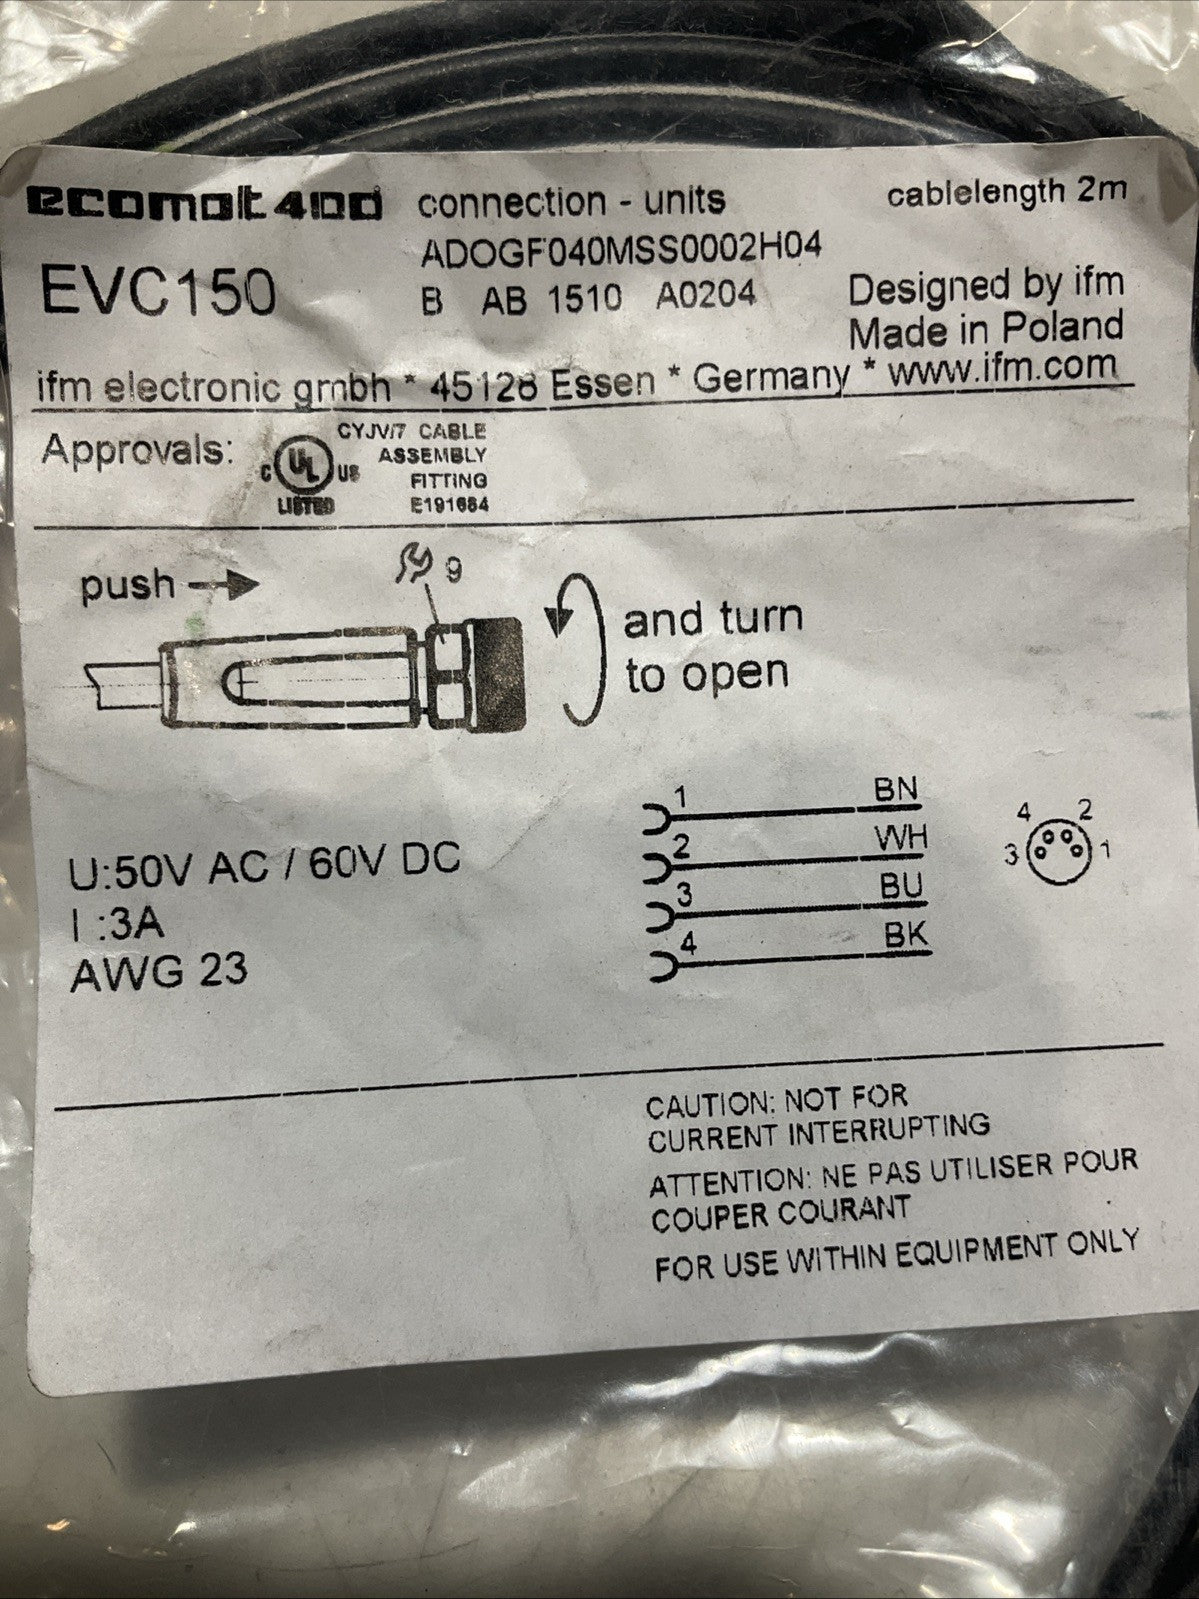 ecomat 400 connection - units cablelength 2m
EVC150 ADOGF040MSS0002H04
B AB 1510 A0204 Designed by ifm
Made in Poland
ifm electronic gmbh * 45128 Essen * Germany * www.ifm.com
Approvals: C UL US LISTED
CYJV/7 CABLE
ASSEMBLY
FITTING
E191684
push 9
and turn
to open
U:50V AC / 60V DC
I :3A
AWG 23
1 BN
2 WH
3 BU
4 BK
4 2
3 1
CAUTION: NOT FOR
CURRENT INTERRUPTING
ATTENTION: NE PAS UTILISER POUR
COUPER COURANT
FOR USE WITHIN EQUIPMENT ONLY